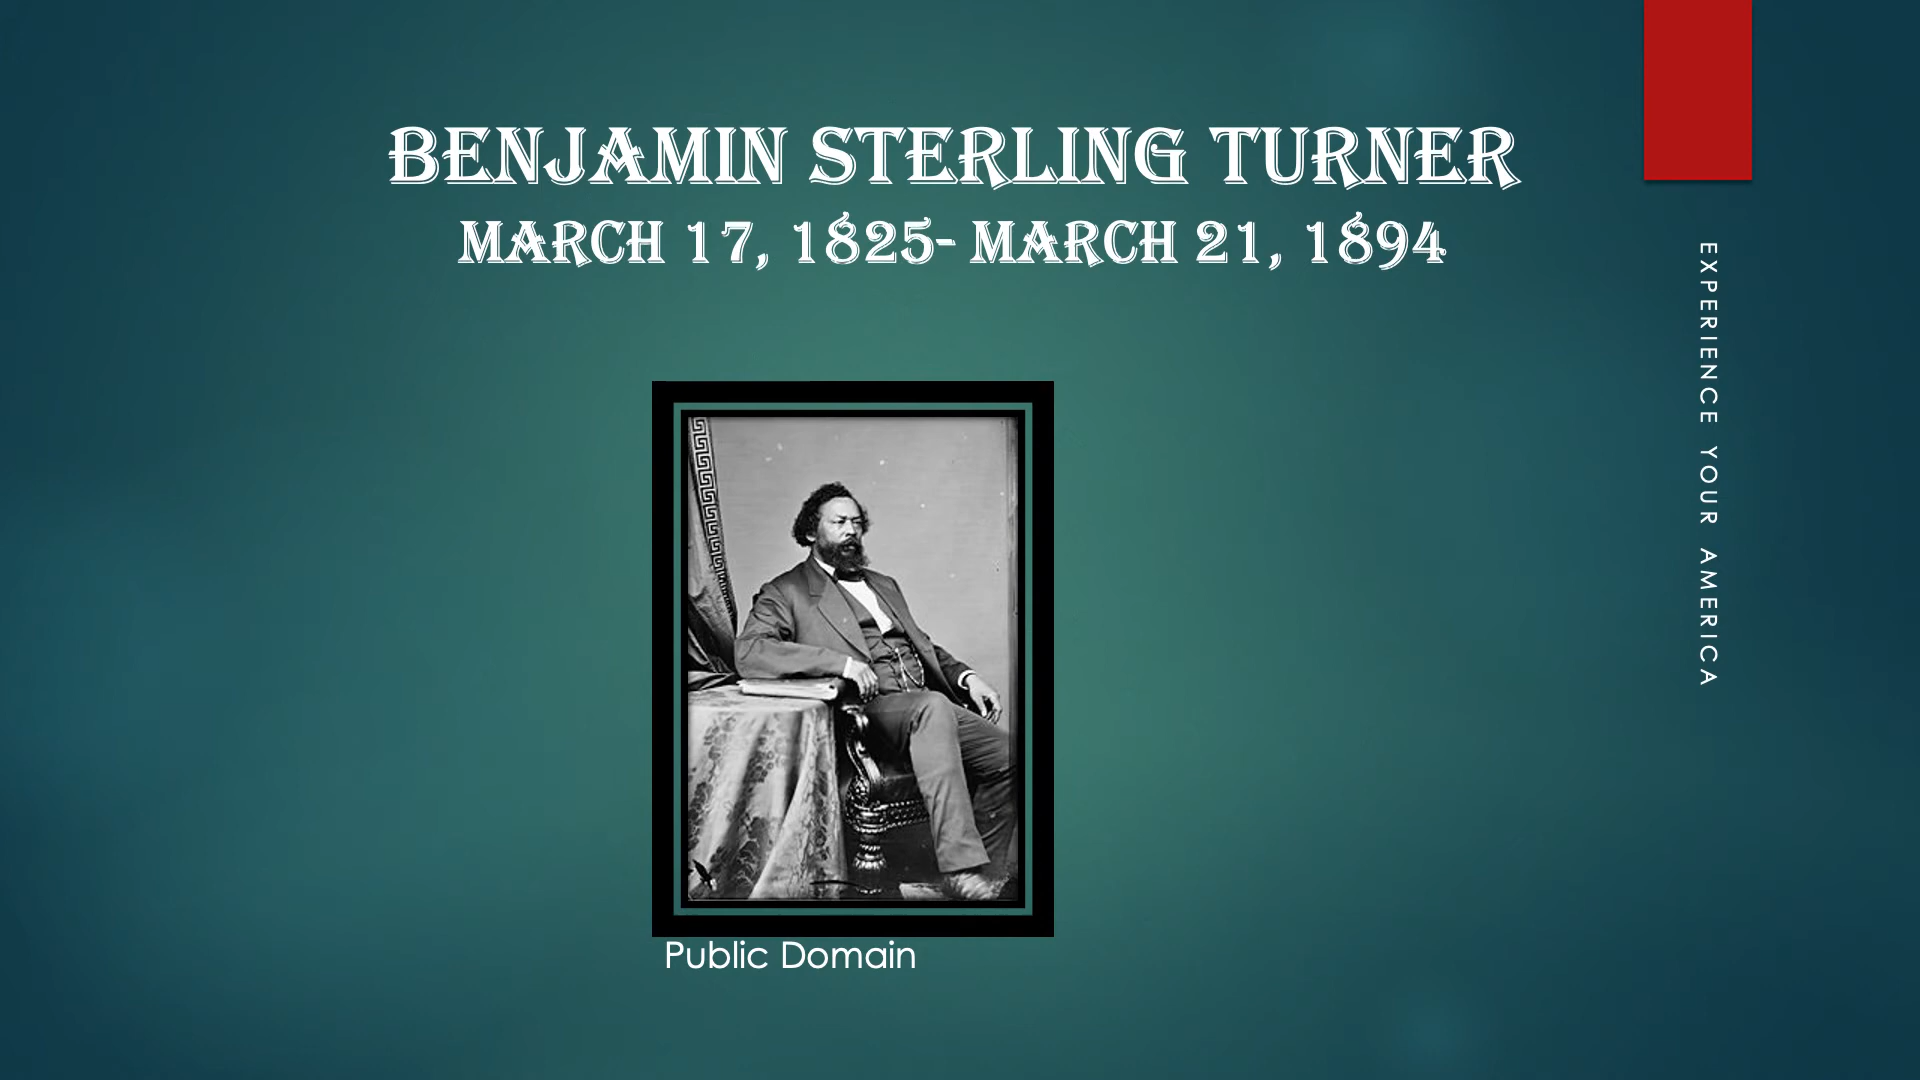 BENJAMIN STERLING TURNER
MARCH 17, 1825- MARCH 21, 1894
EXPERIENCE YOUR AMERICA
Public Domain